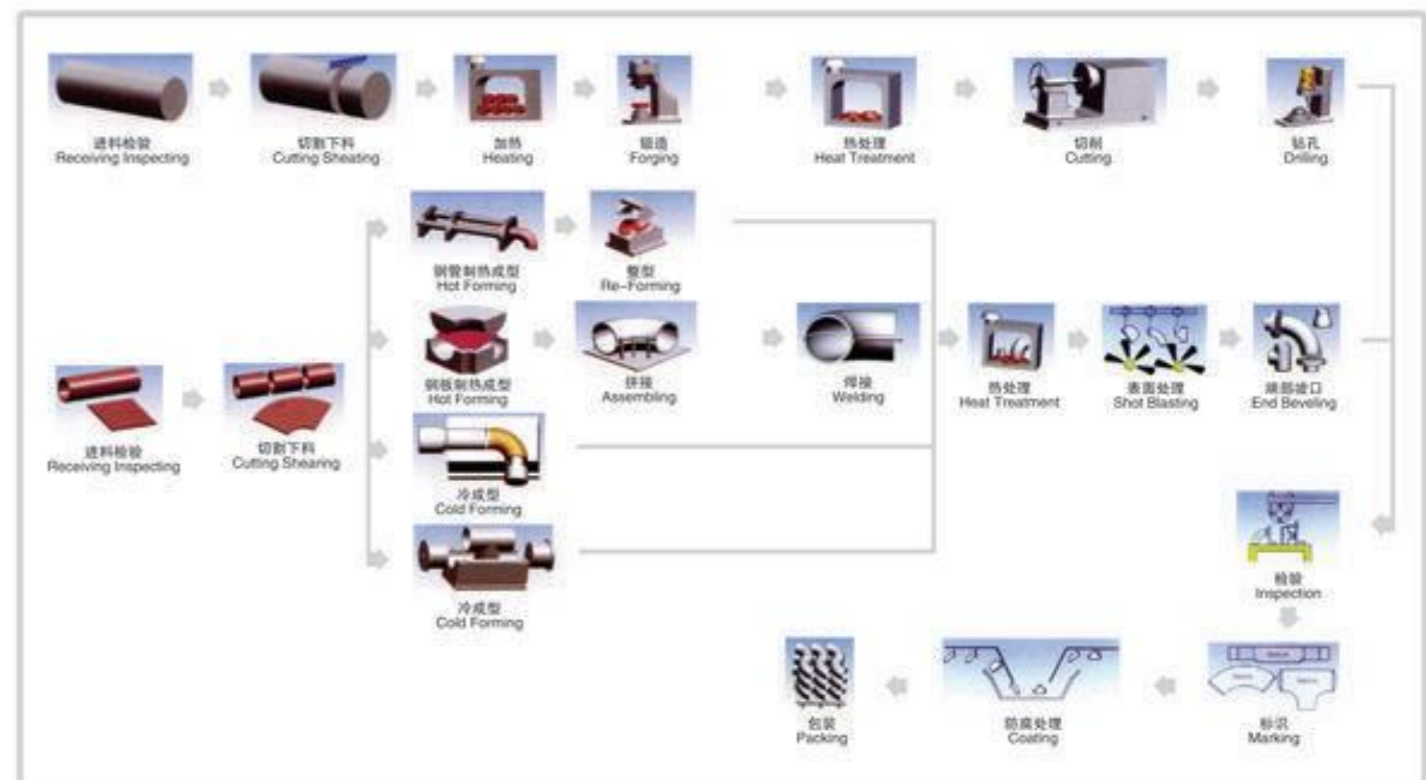 进料检验
Receiving Inspecting
切割下料
Cutting Sheating
加热
Heating
锻造
Forging
热处理
Heat Treatment
切削
Cutting
钻孔
Drilling
钢管制热成型
Hot Forming
整型
Re-Forming
钢板制热成型
Hot Forming
拼接
Assembling
焊接
Welding
热处理
Heat Treatment
表面处理
Shot Blasting
端部坡口
End Beveling
进料检验
Receiving Inspecting
切割下料
Cutting Shearing
冷成型
Cold Forming
冷成型
Cold Forming
检验
Inspection
包装
Packing
防腐处理
Coating
标识
Marking